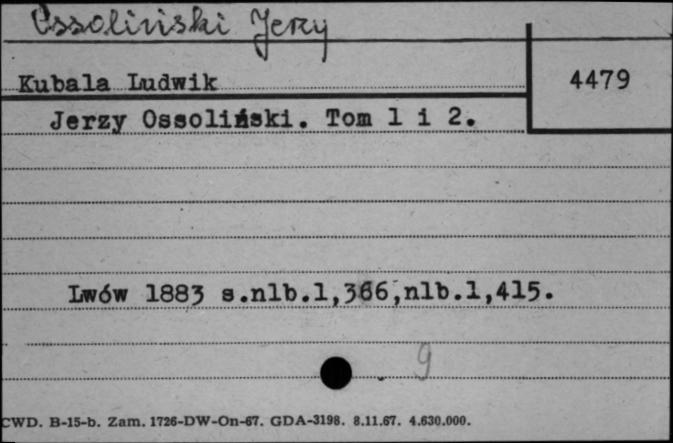 Ossoliński Jerzy
Kubala Ludwik
4479
Jerzy Ossoliński. Tom 1 i 2.
Lwów 1883 s.nlb.1,366,nlb.1,415.
9
CWD. B-15-b. Zam. 1726-DW-On-67. GDA-3198. 8.11.67. 4.630.000.